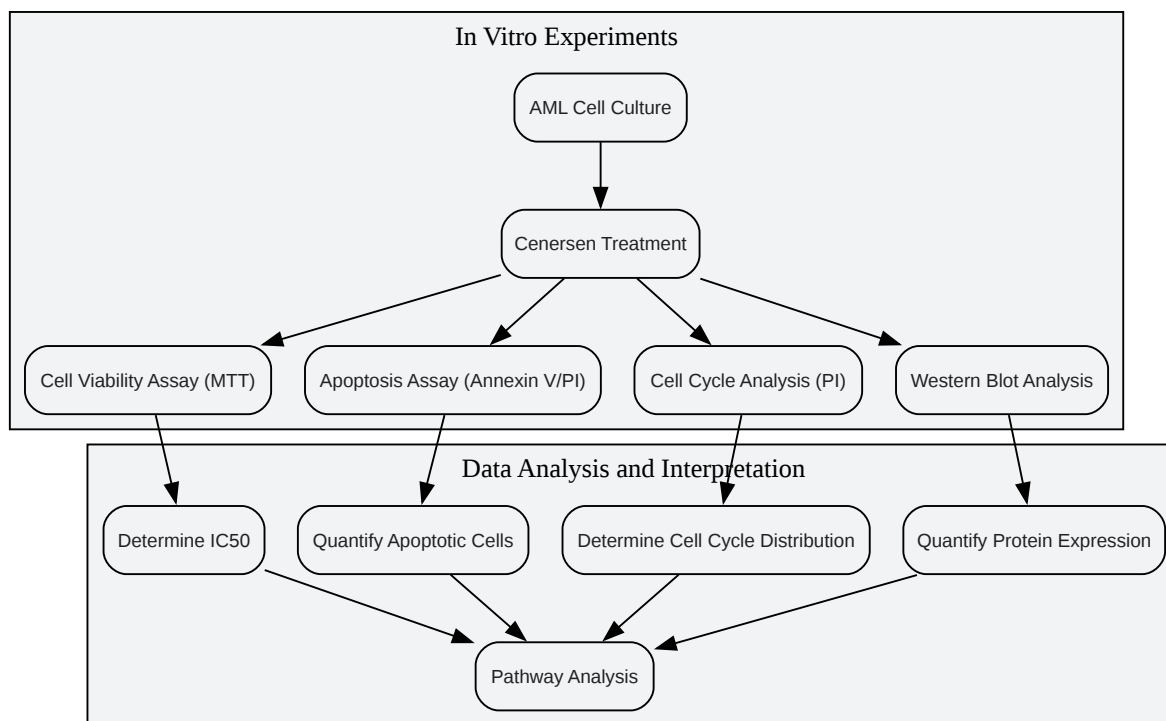 In Vitro Experiments
AML Cell Culture
Cenersen Treatment
Cell Viability Assay (MTT)
Apoptosis Assay (Annexin V/PI)
Cell Cycle Analysis (PI)
Western Blot Analysis
Data Analysis and Interpretation
Determine IC50
Quantify Apoptotic Cells
Determine Cell Cycle Distribution
Quantify Protein Expression
Pathway Analysis